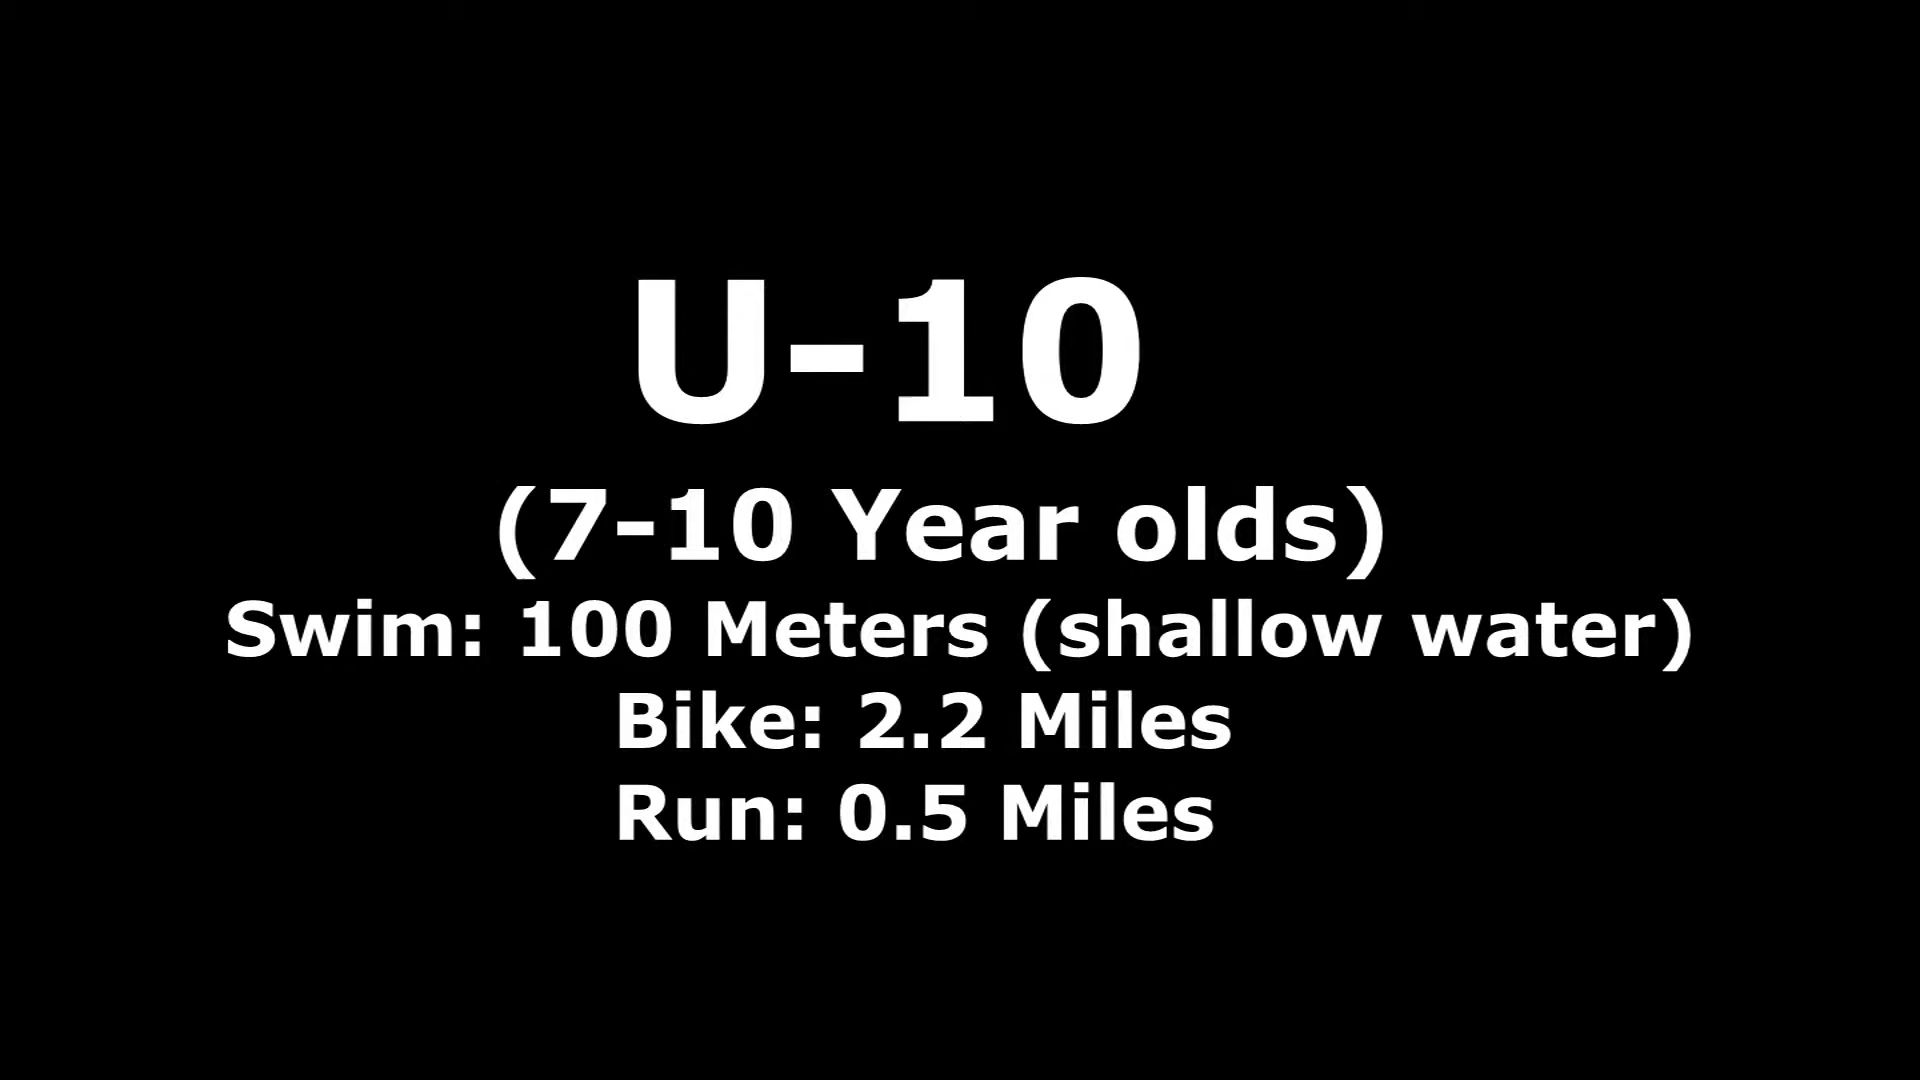 U-10
(7-10 Year olds)
Swim: 100 Meters (shallow water)
Bike: 2.2 Miles
Run: 0.5 Miles